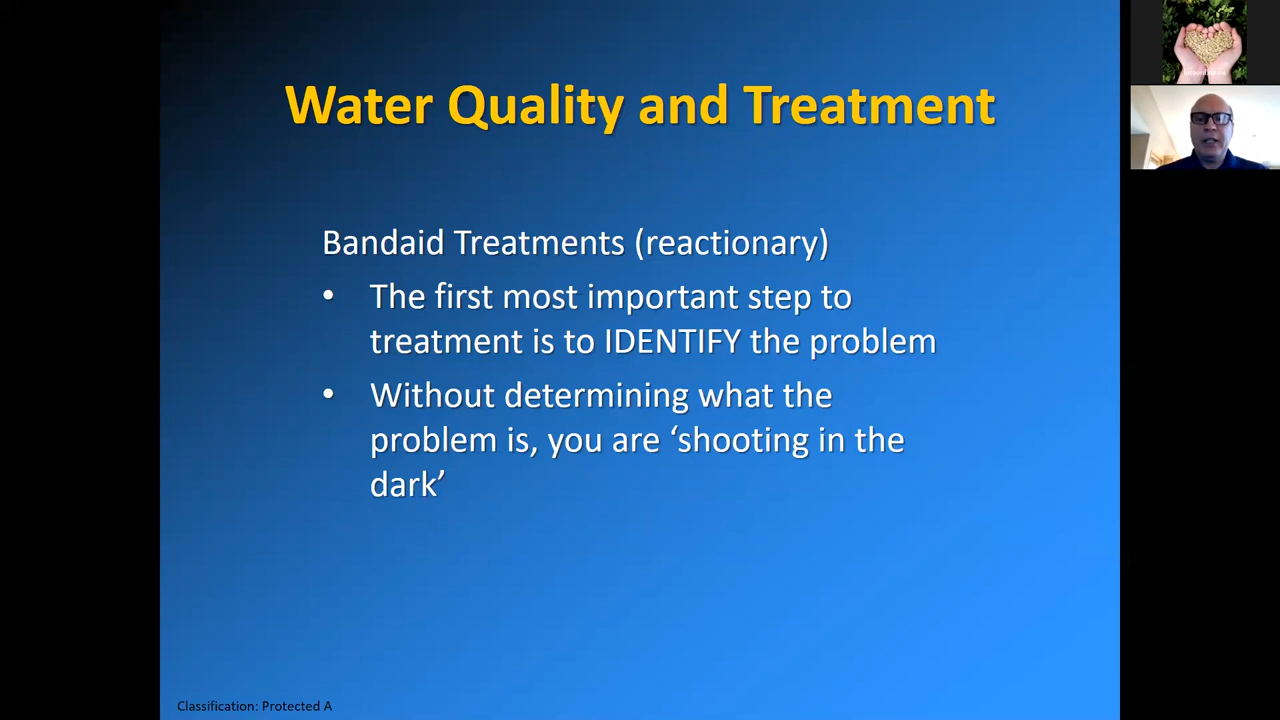 Water Quality and Treatment
Bandaid Treatments (reactionary)
• The first most important step to
treatment is to IDENTIFY the problem
• Without determining what the
problem is, you are ‘shooting in the
dark’
Classification: Protected A